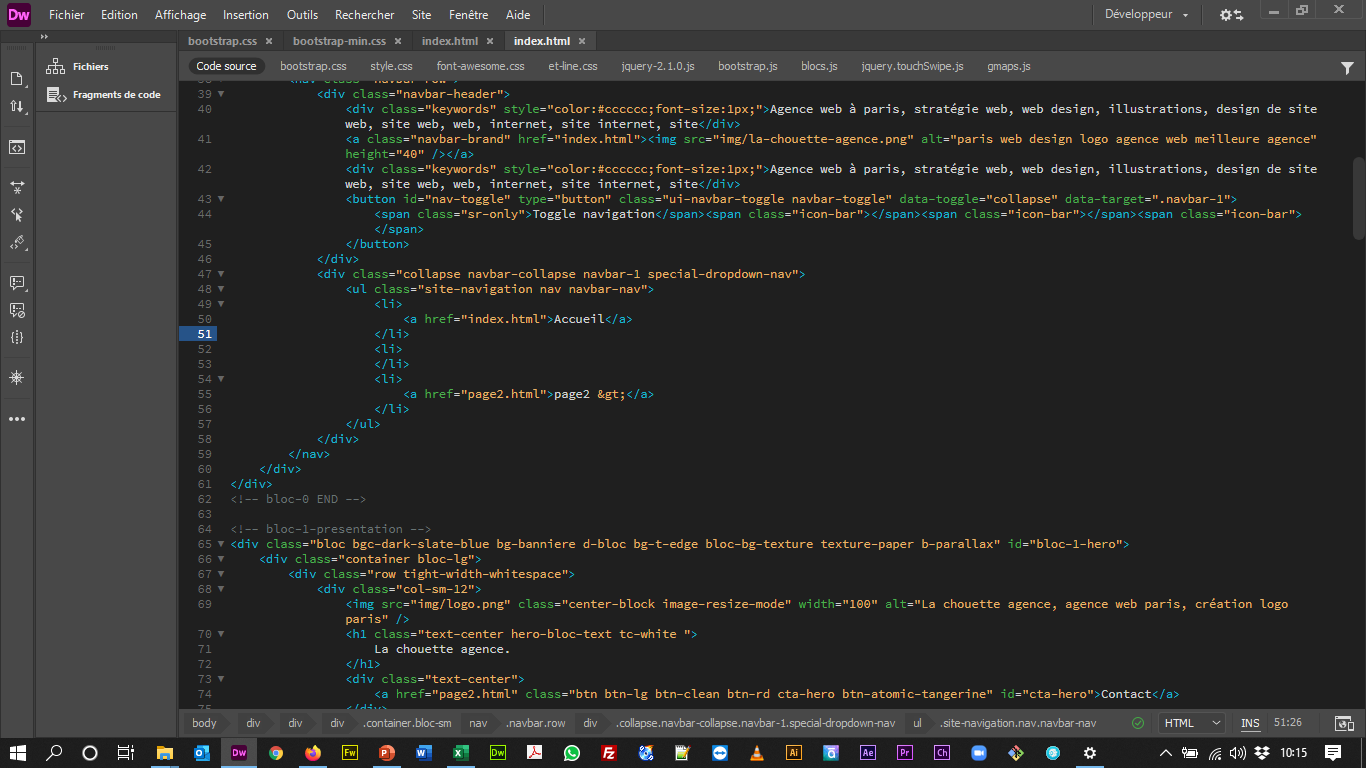 Dw Fichier Edition Affichage Insertion Outils Rechercher Site Fenêtre Aide Développeur
bootstrap.css bootstrap-min.css index.html index.html
Fichiers
Fragments de code
Code source bootstrap.css style.css font-awesome.css et-line.css jquery-2.1.0.js bootstrap.js blocs.js jquery.touchSwipe.js gmaps.js
39 <div class="navbar-header">
40 <div class="keywords" style="color:#cccccc;font-size:1px;">Agence web à paris, stratégie web, web design, illustrations, design de site
web, site web, web, internet, site internet, site</div>
41 <a class="navbar-brand" href="index.html"><img src="img/la-chouette-agence.png" alt="paris web design logo agence web meilleure agence"
height="40" /></a>
42 <div class="keywords" style="color:#cccccc;font-size:1px;">Agence web à paris, stratégie web, web design, illustrations, design de site
web, site web, web, internet, site internet, site</div>
43 <button id="nav-toggle" type="button" class="ui-navbar-toggle navbar-toggle" data-toggle="collapse" data-target=".navbar-1">
44 <span class="sr-only">Toggle navigation</span><span class="icon-bar"></span><span class="icon-bar"></span><span class="icon-bar">
</span>
45 </button>
46 </div>
47 <div class="collapse navbar-collapse navbar-1 special-dropdown-nav">
48 <ul class="site-navigation nav navbar-nav">
49 <li>
50 <a href="index.html">Accueil</a>
51 </li>
52 <li>
53 </li>
54 <li>
55 <a href="page2.html">page2 &gt;</a>
56 </li>
57 </ul>
58 </div>
59 </nav>
60 </div>
61 </div>
62 <!-- bloc-0 END -->
63
64 <!-- bloc-1-presentation -->
65 <div class="bloc bgc-dark-slate-blue bg-banniere d-bloc bg-t-edge bloc-bg-texture texture-paper b-parallax" id="bloc-1-hero">
66 <div class="container bloc-lg">
67 <div class="row tight-width-whitespace">
68 <div class="col-sm-12">
69 <img src="img/logo.png" class="center-block image-resize-mode" width="100" alt="La chouette agence, agence web paris, création logo
paris" />
70 <h1 class="text-center hero-bloc-text tc-white ">
71 La chouette agence.
72 </h1>
73 <div class="text-center">
74 <a href="page2.html" class="btn btn-lg btn-clean btn-rd cta-hero btn-atomic-tangerine" id="cta-hero">Contact</a>
75 </div>
body div div div .container.bloc-sm nav .navbar.row div .collapse.navbar-collapse.navbar-1.special-dropdown-nav ul .site-navigation.nav.navbar-nav HTML INS 51:26
Dw Fw Dw Ai Ae Pr Ch 10:15